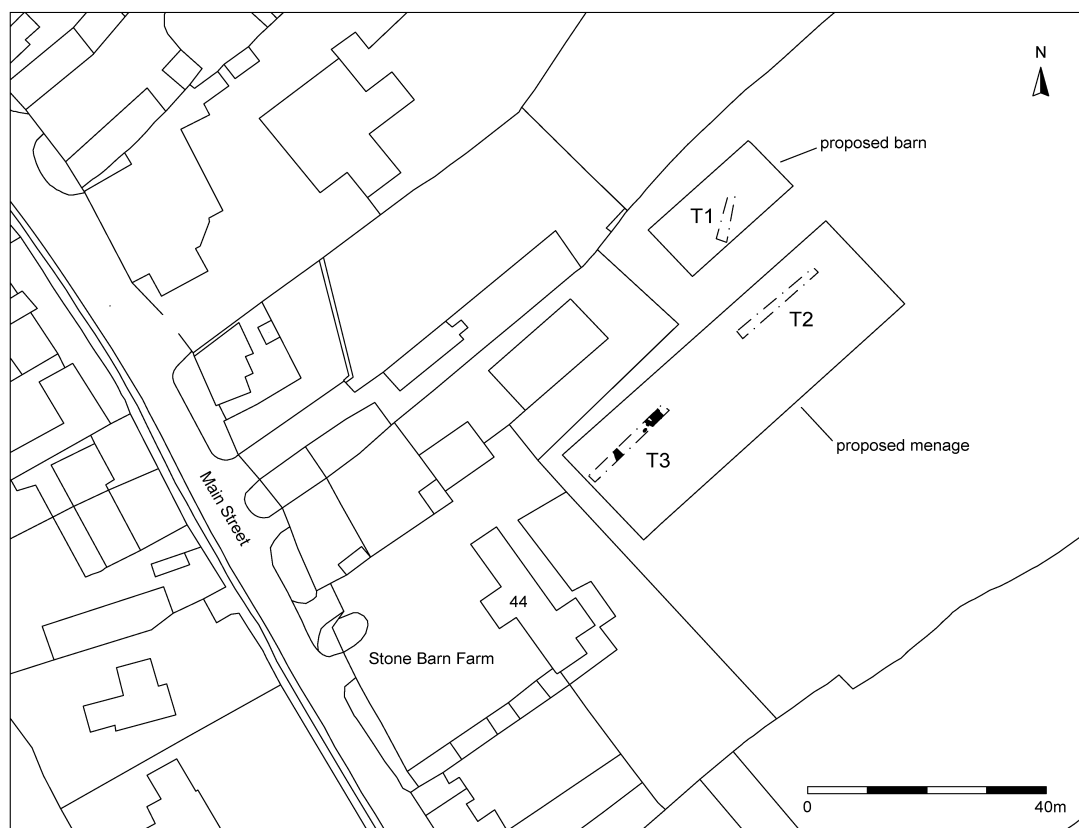 N
proposed barn
T1
T2
proposed menage
T3
Main Street
44
Stone Barn Farm
0
40m